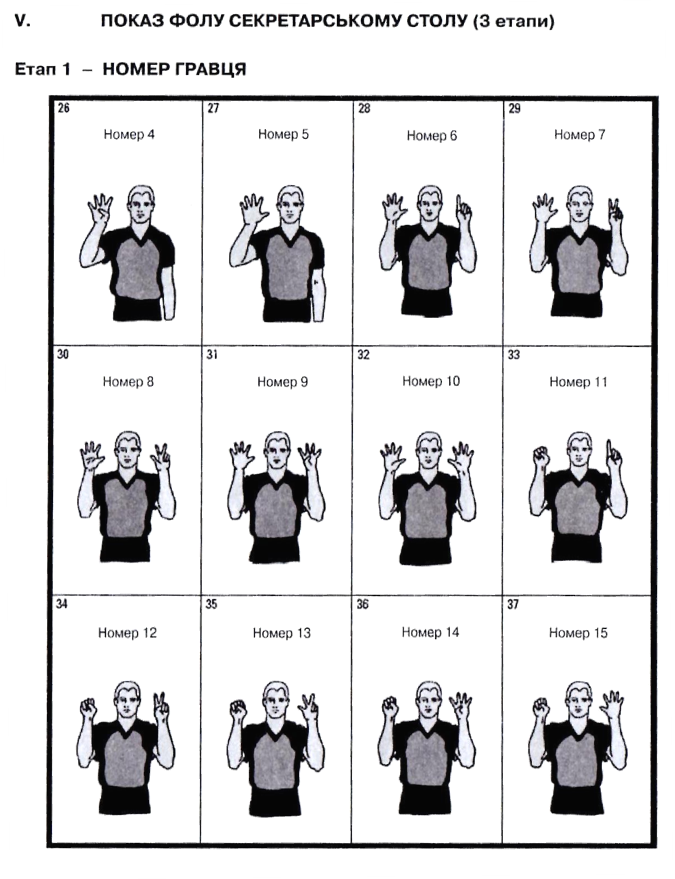 V. ПОКАЗ ФОЛУ СЕКРЕТАРСЬКОМУ СТОЛУ (3 етапи)
Етап 1 – НОМЕР ГРАВЦЯ
26 27 28 29
Номер 4 Номер 5 Номер 6 Номер 7
30 31 32 33
Номер 8 Номер 9 Номер 10 Номер 11
34 35 36 37
Номер 12 Номер 13 Номер 14 Номер 15